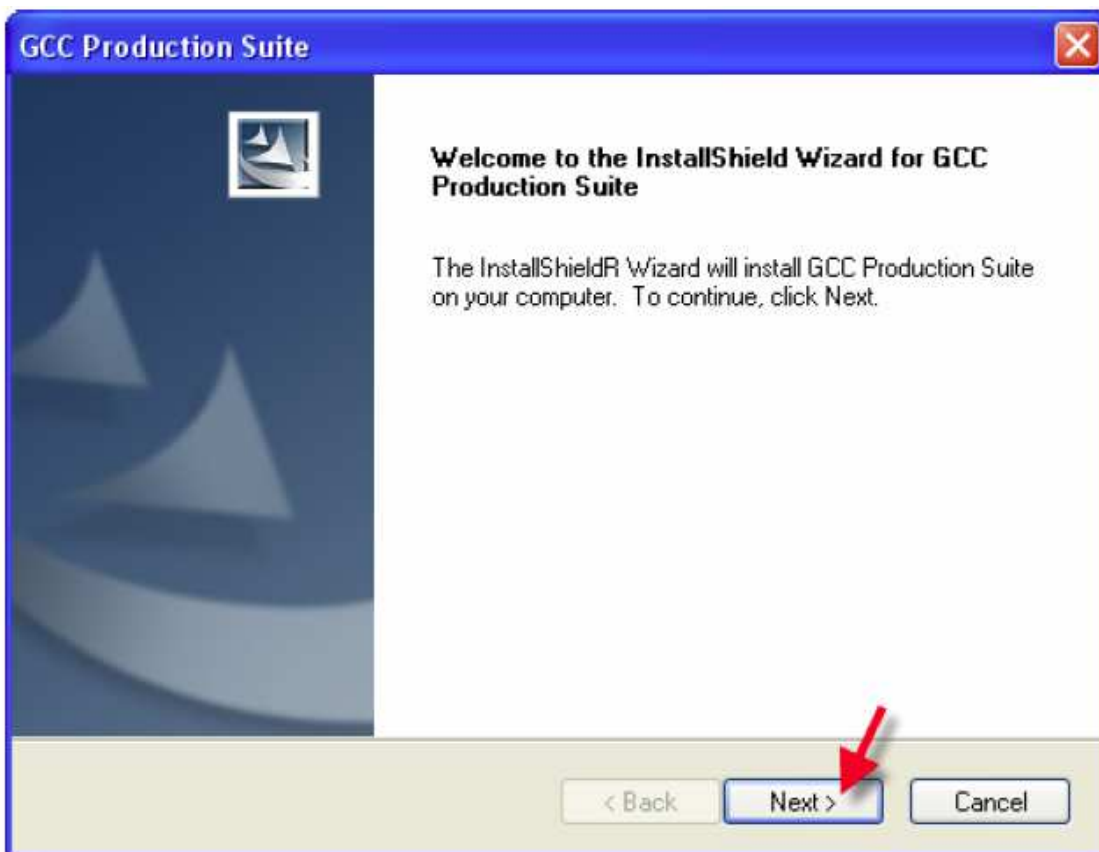 GCC Production Suite
Welcome to the InstallShield Wizard for GCC
Production Suite
The InstallShieldR Wizard will install GCC Production Suite
on your computer.  To continue, click Next.
< Back
Next >
Cancel